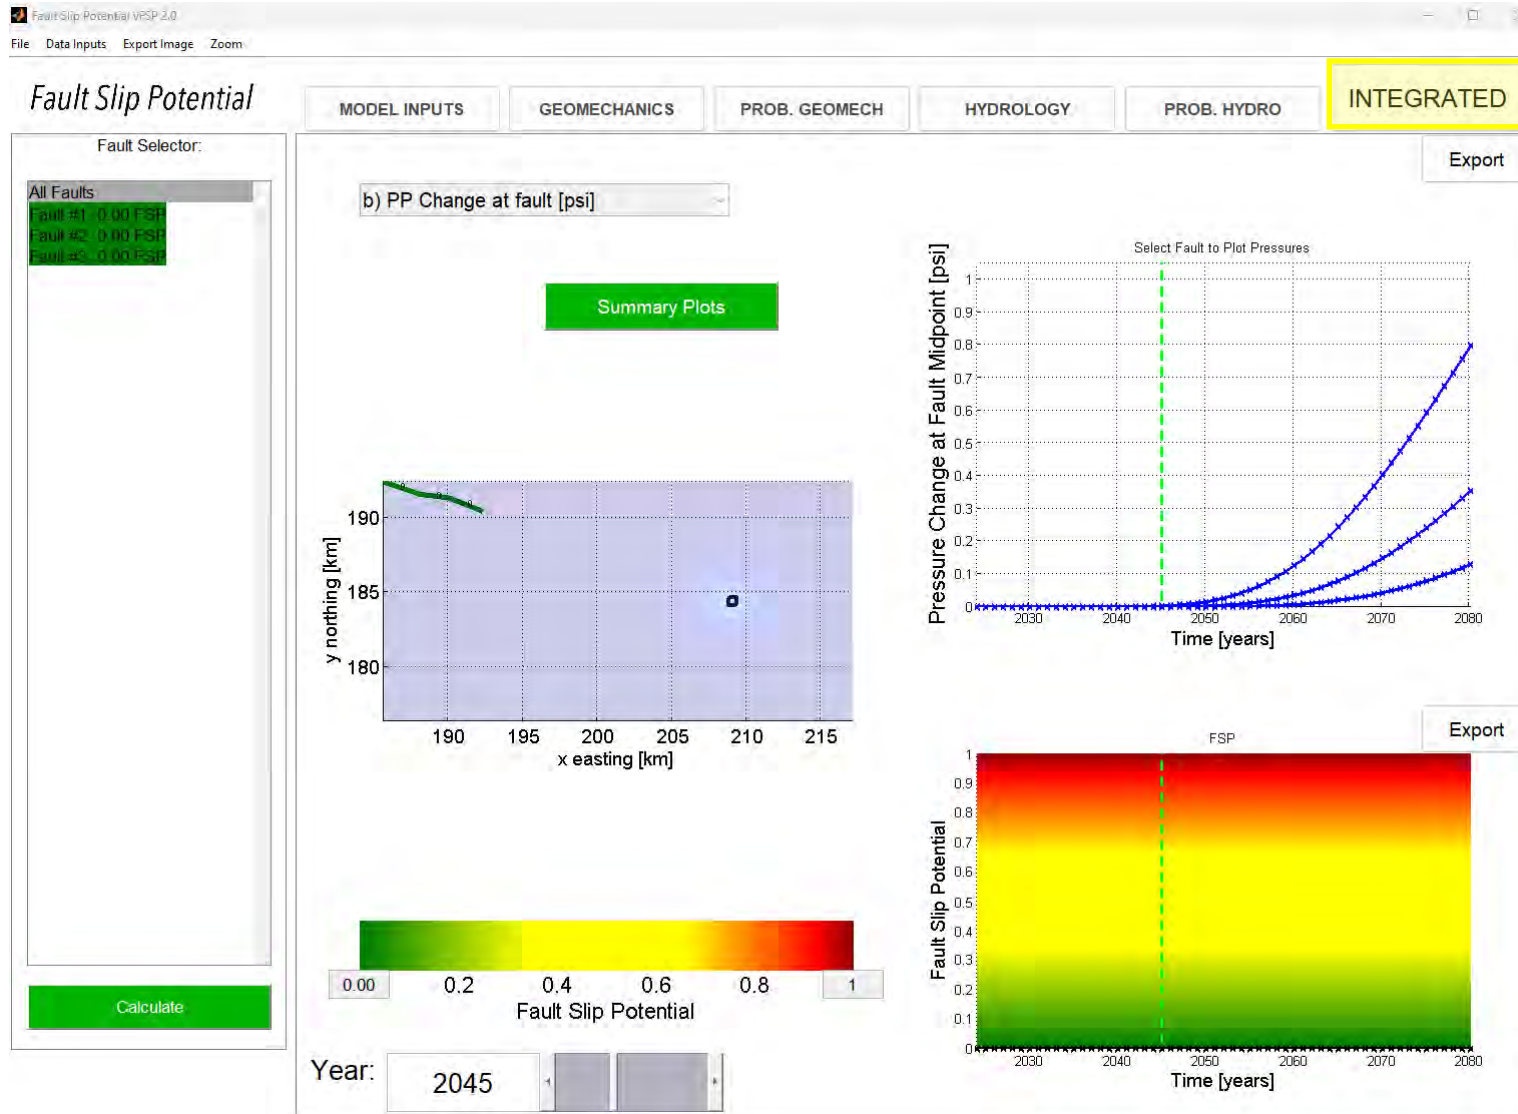 Fault Slip Potential VFSP 2.0
File Data Inputs Export Image Zoom
Fault Slip Potential
MODEL INPUTS GEOMECHANICS PROB. GEOMECH HYDROLOGY PROB. HYDRO INTEGRATED
Fault Selector:
All Faults
Fault #1 0.00 FSP
Fault #2 0.00 FSP
Fault #3 0.00 FSP
Calculate
Export
b) PP Change at fault [psi]
Summary Plots
190
185
180
y northing [km]
190 195 200 205 210 215
x easting [km]
0.00 0.2 0.4 0.6 0.8 1
Fault Slip Potential
Year: 2045
Select Fault to Plot Pressures
Pressure Change at Fault Midpoint [psi]
1
0.9
0.8
0.7
0.6
0.5
0.4
0.3
0.2
0.1
0
2030 2040 2050 2060 2070 2080
Time [years]
Export
FSP
Fault Slip Potential
1
0.9
0.8
0.7
0.6
0.5
0.4
0.3
0.2
0.1
0
2030 2040 2050 2060 2070 2080
Time [years]